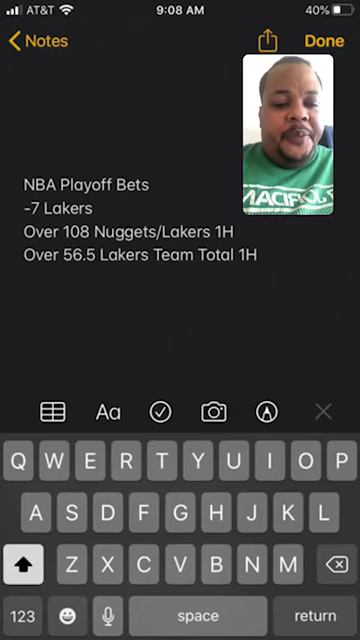 AT&T 9:08 AM 40%
Notes Done
NBA Playoff Bets
-7 Lakers
Over 108 Nuggets/Lakers 1H
Over 56.5 Lakers Team Total 1H
Aa
Q W E R T Y U I O P
A S D F G H J K L
Z X C V B N M
123 space return